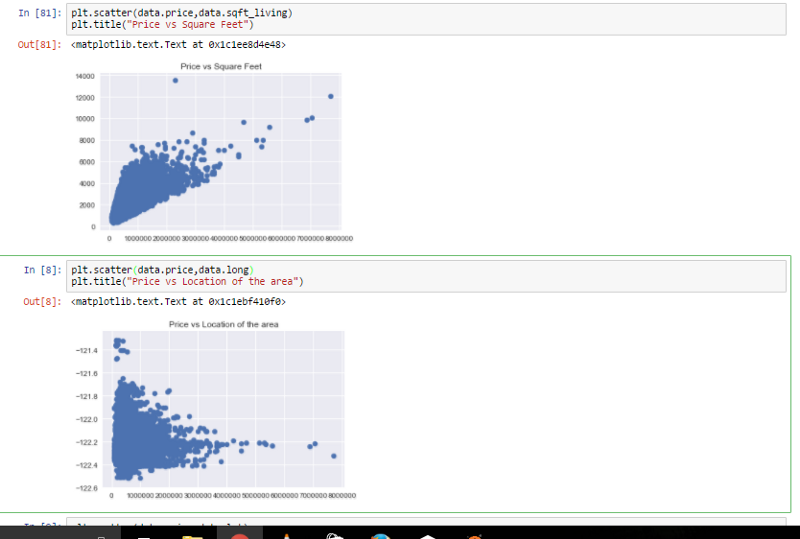 In [81]: plt.scatter(data.price,data.sqft_living)
plt.title("Price vs Square Feet")
Out[81]: <matplotlib.text.Text at 0x1c1ee8d4e48>
Price vs Square Feet
14000
12000
10000
8000
6000
4000
2000
0
0 1000000 2000000 3000000 4000000 5000000 6000000 7000000 8000000
In [8]: plt.scatter(data.price,data.long)
plt.title("Price vs Location of the area")
Out[8]: <matplotlib.text.Text at 0x1c1ebf410f0>
Price vs Location of the area
−121.4
−121.6
−121.8
−122.0
−122.2
−122.4
−122.6
0 1000000 2000000 3000000 4000000 5000000 6000000 7000000 8000000